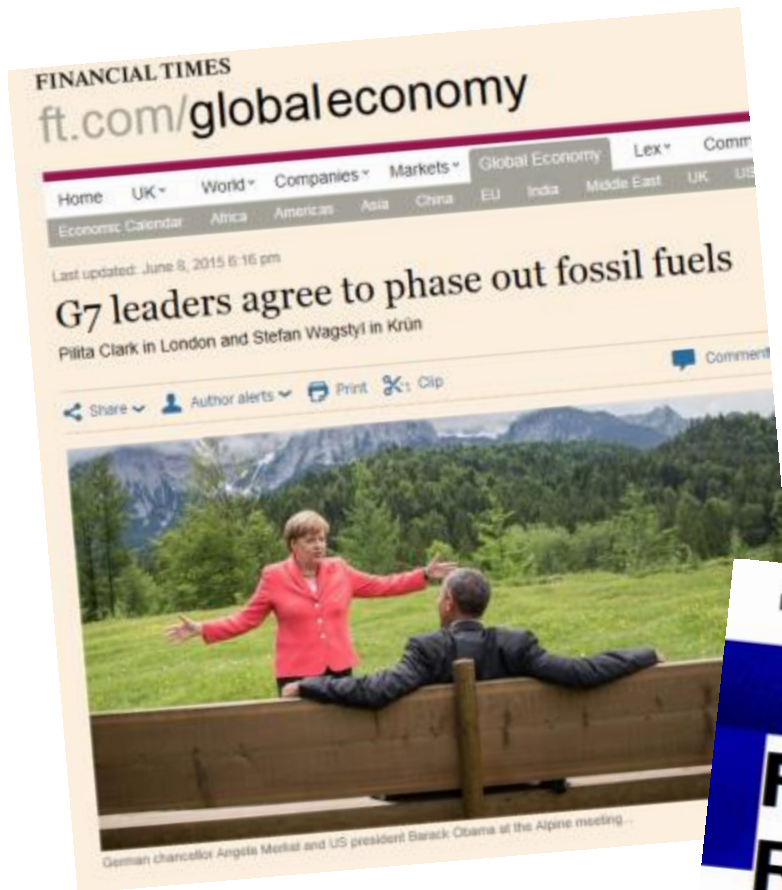 FINANCIAL TIMES
ft.com/globaleconomy
Home UK World Companies Markets Global Economy Lex Comm
Economic Calendar Africa Americas Asia China EU India Middle East UK US
Last updated: June 8, 2015 6:16 pm
G7 leaders agree to phase out fossil fuels
Pilita Clark in London and Stefan Wagstyl in Krün
Share Author alerts Print Clip Comment
German chancellor Angela Merkel and US president Barack Obama at the Alpine meeting...